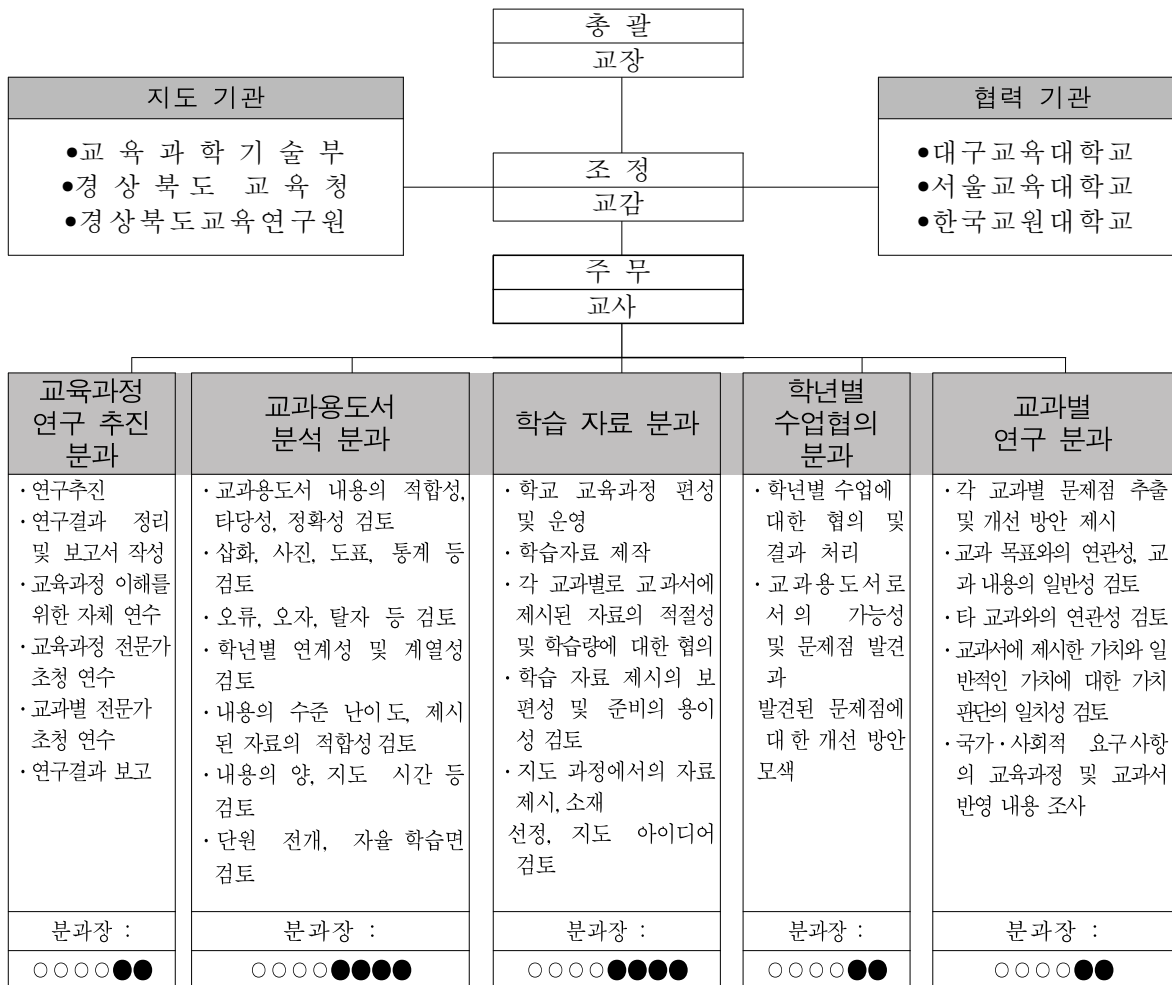 총 괄
교장
지도 기관
●교 육 과 학 기 술 부
●경 상 북 도 교 육 청
●경상북도교육연구원
조 정
교감
협력 기관
●대구교육대학교
●서울교육대학교
●한국교원대학교
주 무
교사
교육과정
연구 추진
분과
· 연구추진
· 연구결과 정리
및 보고서 작성
· 교육과정 이해를
위한 자체 연수
· 교육과정 전문가
초청 연수
· 교과별 전문가
초청 연수
· 연구결과 보고
분과장 :
○○○○●●
교과용도서
분석 분과
· 교과용도서 내용의 적합성,
타당성, 정확성 검토
· 삽화, 사진, 도표, 통계 등
검토
· 오류, 오자, 탈자 등 검토
· 학년별 연계성 및 계열성
검토
· 내용의 수준 난이도, 제시
된 자료의 적합성 검토
· 내용의 양, 지도 시간 등
검토
· 단원 전개, 자율 학습면
검토
분과장 :
○○○○●●●●
학습 자료 분과
· 학교 교육과정 편성
및 운영
· 학습자료 제작
· 각 교과별로 교과서에
제시된 자료의 적절성
및 학습량에 대한 협의
· 학습 자료 제시의 보
편성 및 준비의 용이
성 검토
· 지도 과정에서의 자료
제시, 소재
선정, 지도 아이디어
검토
분과장 :
○○○○●●●●
학년별
수업협의
분과
· 학년별 수업에
대한 협의 및
결과 처리
· 교과용도서로
서의 가능성
및 문제점 발견
과
발견된 문제점에
대한 개선 방안
모색
분과장 :
○○○○●●
교과별
연구 분과
· 각 교과별 문제점 추출
및 개선 방안 제시
· 교과 목표와의 연관성, 교
과 내용의 일반성 검토
· 타 교과와의 연관성 검토
· 교과서에 제시한 가치와 일
반적인 가치에 대한 가치
판단의 일치성 검토
· 국가·사회적 요구사항
의 교육과정 및 교과서
반영 내용 조사
분과장 :
○○○○●●